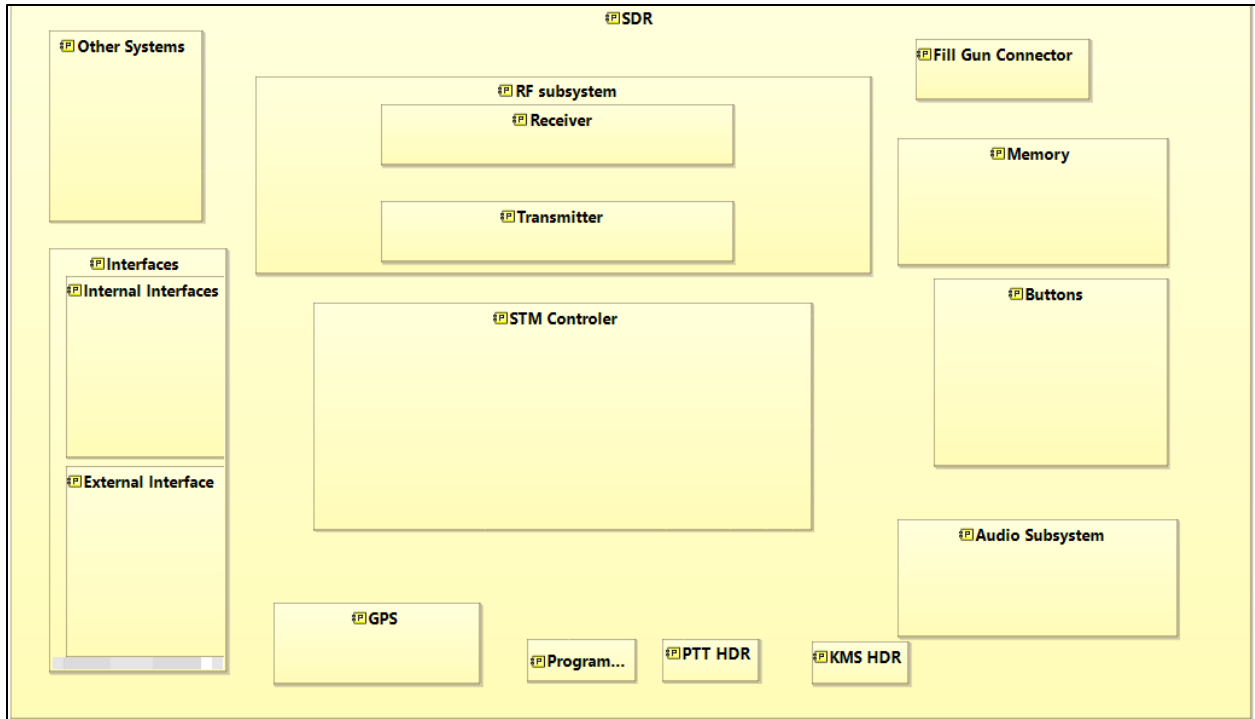 SDR
Other Systems
Fill Gun Connector
RF subsystem
Receiver
Memory
Transmitter
Interfaces
Internal Interfaces
Buttons
STM Controler
External Interface
Audio Subsystem
GPS
Program...
PTT HDR
KMS HDR